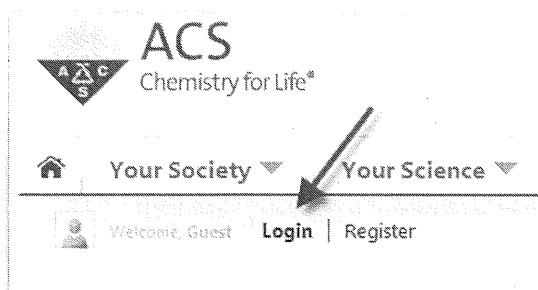 ACS
Chemistry for Life®
A C S
Your Society Your Science
Welcome, Guest Login | Register